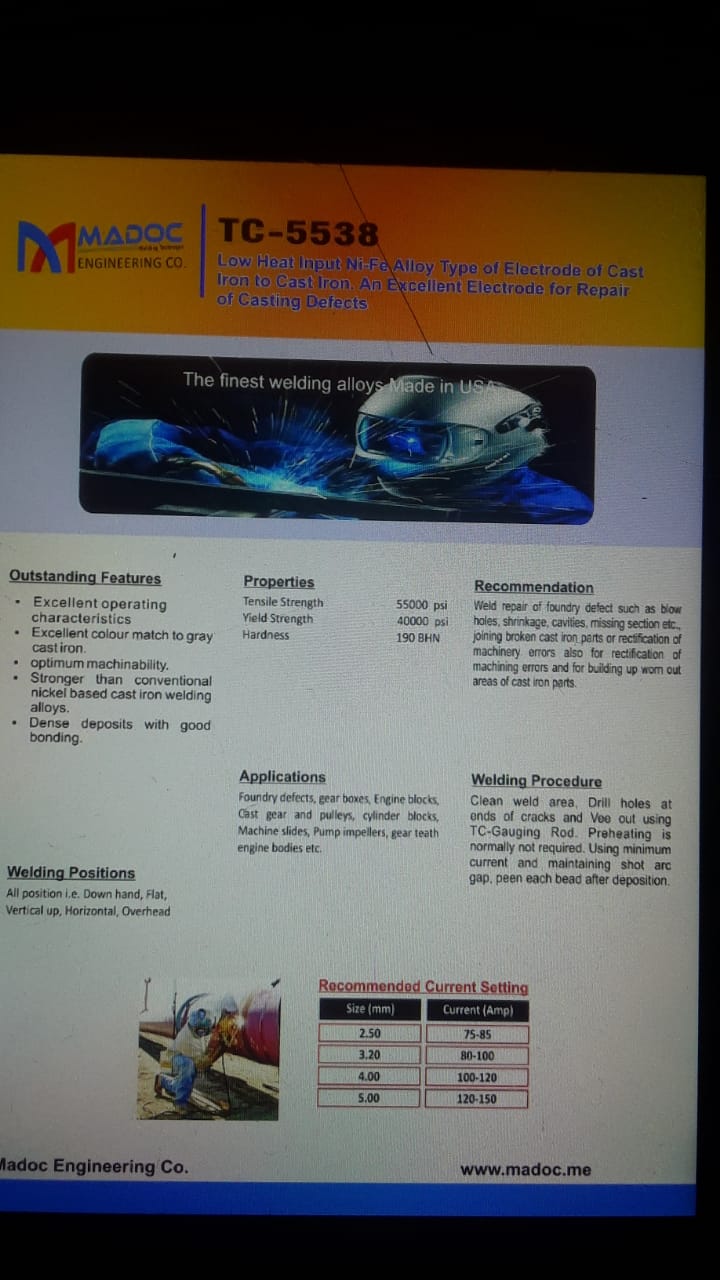 MADOC
Welding Technologies
ENGINEERING CO.
TC-5538
Low Heat Input Ni-Fe Alloy Type of Electrode of Cast
Iron to Cast Iron. An Excellent Electrode for Repair
of Casting Defects
The finest welding alloys Made in USA
Outstanding Features
• Excellent operating
characteristics
• Excellent colour match to gray
cast iron.
• optimum machinability.
• Stronger than conventional
nickel based cast iron welding
alloys.
• Dense deposits with good
bonding.
Properties
Tensile Strength 55000 psi
Yield Strength 40000 psi
Hardness 190 BHN
Recommendation
Weld repair of foundry defect such as blow
holes, shrinkage, cavities, missing section etc.,
joining broken cast iron parts or rectification of
machinery errors also for rectification of
machining errors and for building up worn out
areas of cast iron parts.
Applications
Foundry defects, gear boxes, Engine blocks,
Cast gear and pulleys, cylinder blocks,
Machine slides, Pump impellers, gear teath
engine bodies etc.
Welding Procedure
Clean weld area, Drill holes at
ends of cracks and Vee out using
TC-Gauging Rod. Preheating is
normally not required. Using minimum
current and maintaining shot arc
gap, peen each bead after deposition.
Welding Positions
All position i.e. Down hand, Flat,
Vertical up, Horizontal, Overhead
Recommended Current Setting
Size (mm) Current (Amp)
2.50 75-85
3.20 80-100
4.00 100-120
5.00 120-150
Madoc Engineering Co.
www.madoc.me